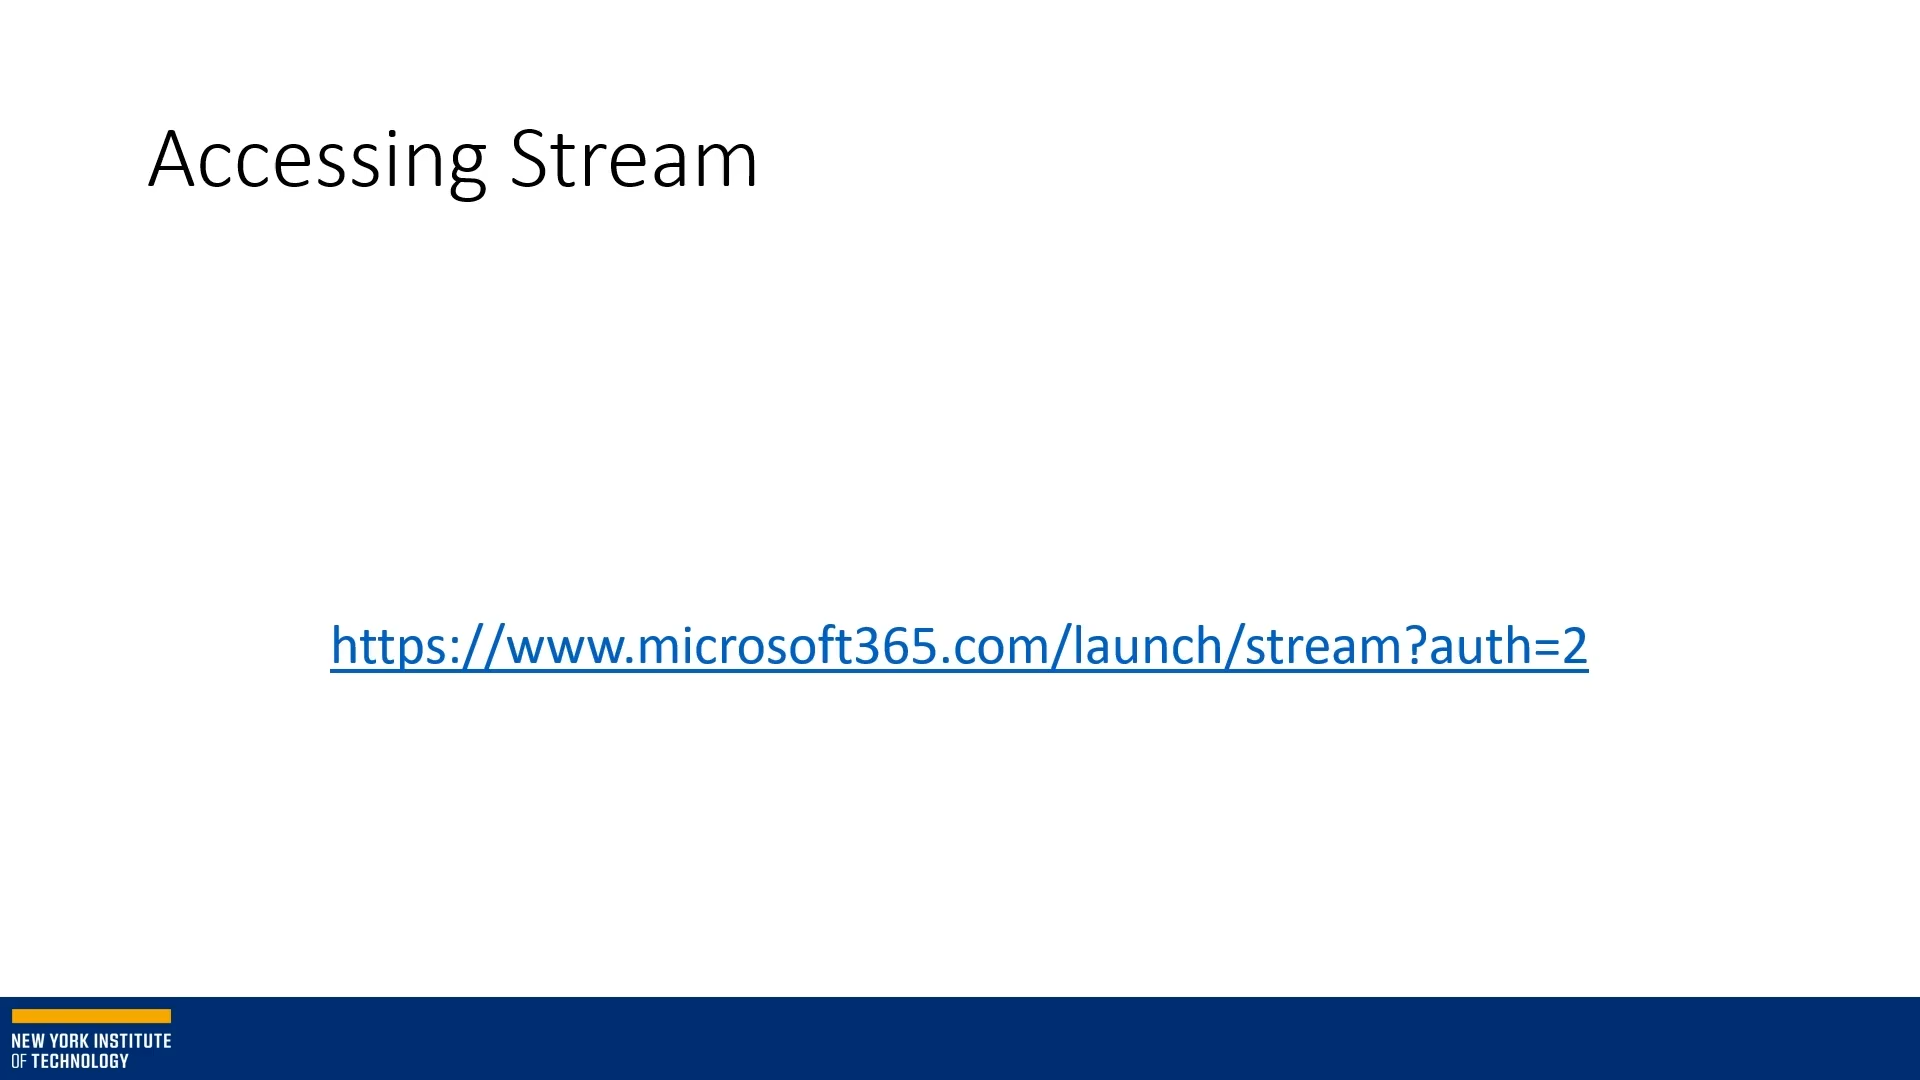 Accessing Stream
https://www.microsoft365.com/launch/stream?auth=2
NEW YORK INSTITUTE
OF TECHNOLOGY